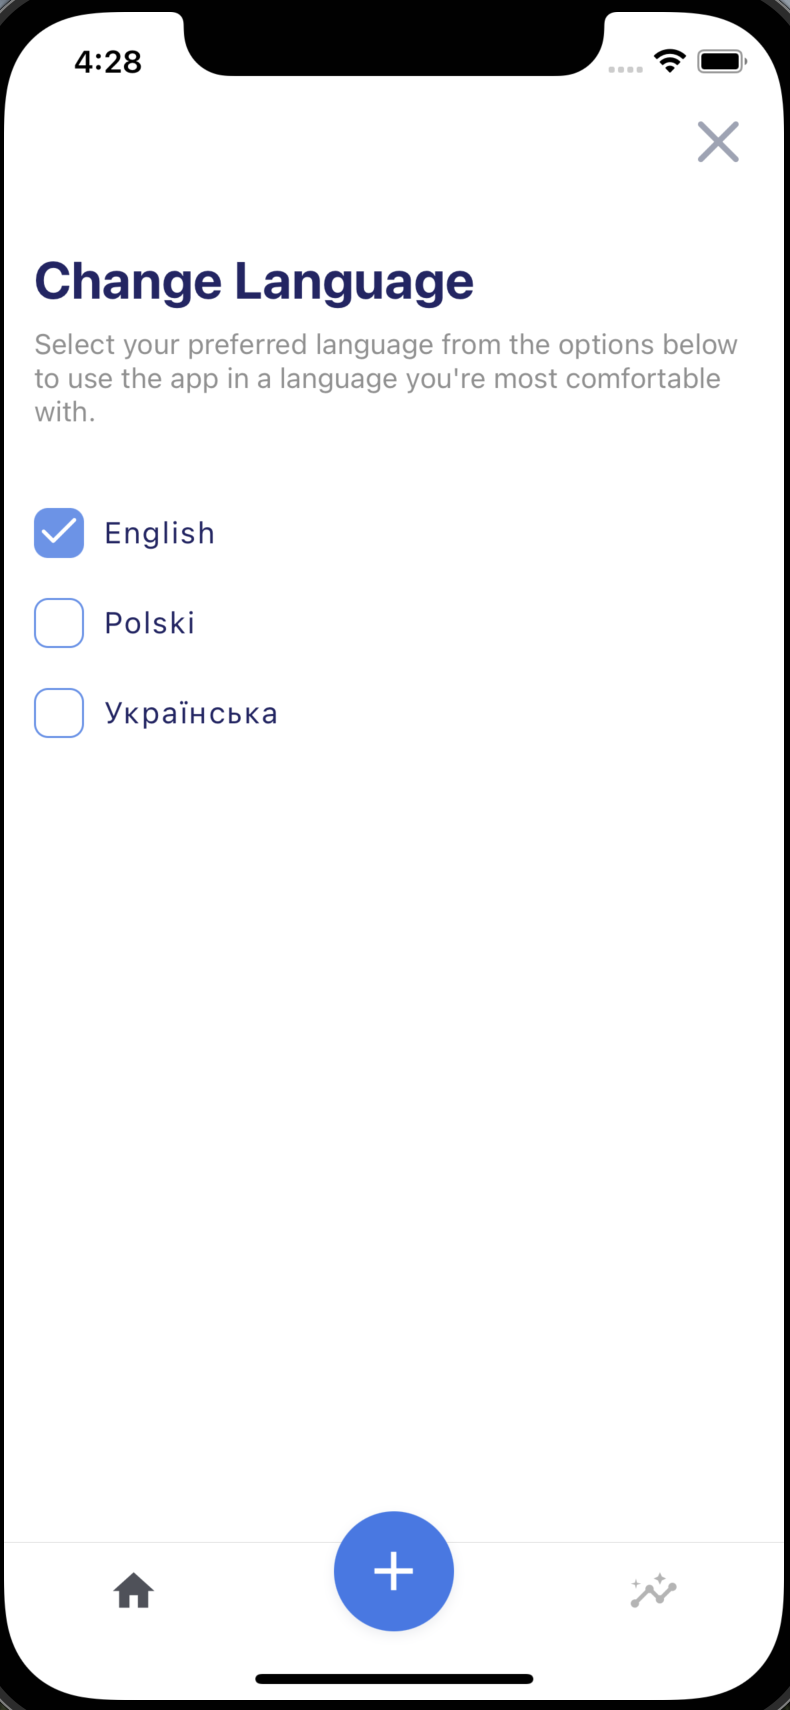 4:28
Change Language
Select your preferred language from the options below
to use the app in a language you're most comfortable
with.
English
Polski
Українська